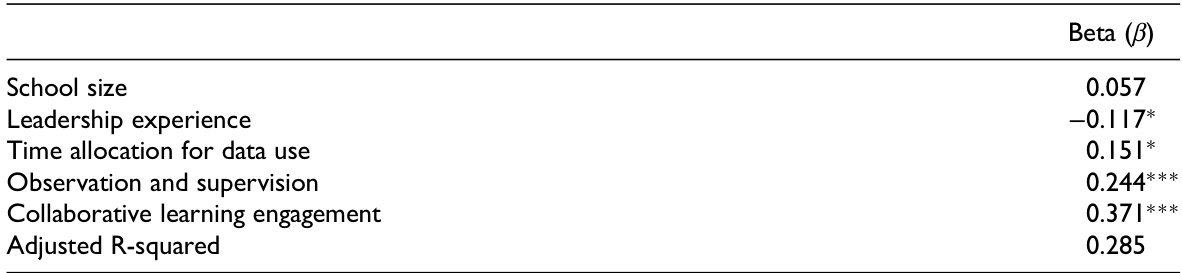 Beta (β)
School size 0.057
Leadership experience −0.117*
Time allocation for data use 0.151*
Observation and supervision 0.244***
Collaborative learning engagement 0.371***
Adjusted R-squared 0.285